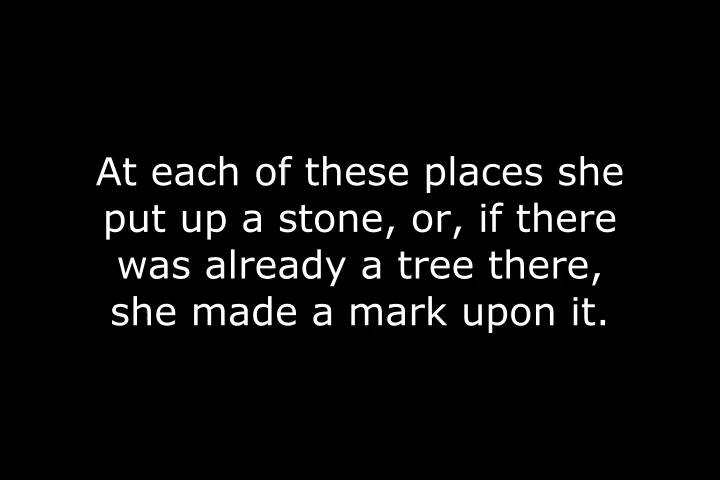 At each of these places she
put up a stone, or, if there
was already a tree there,
she made a mark upon it.